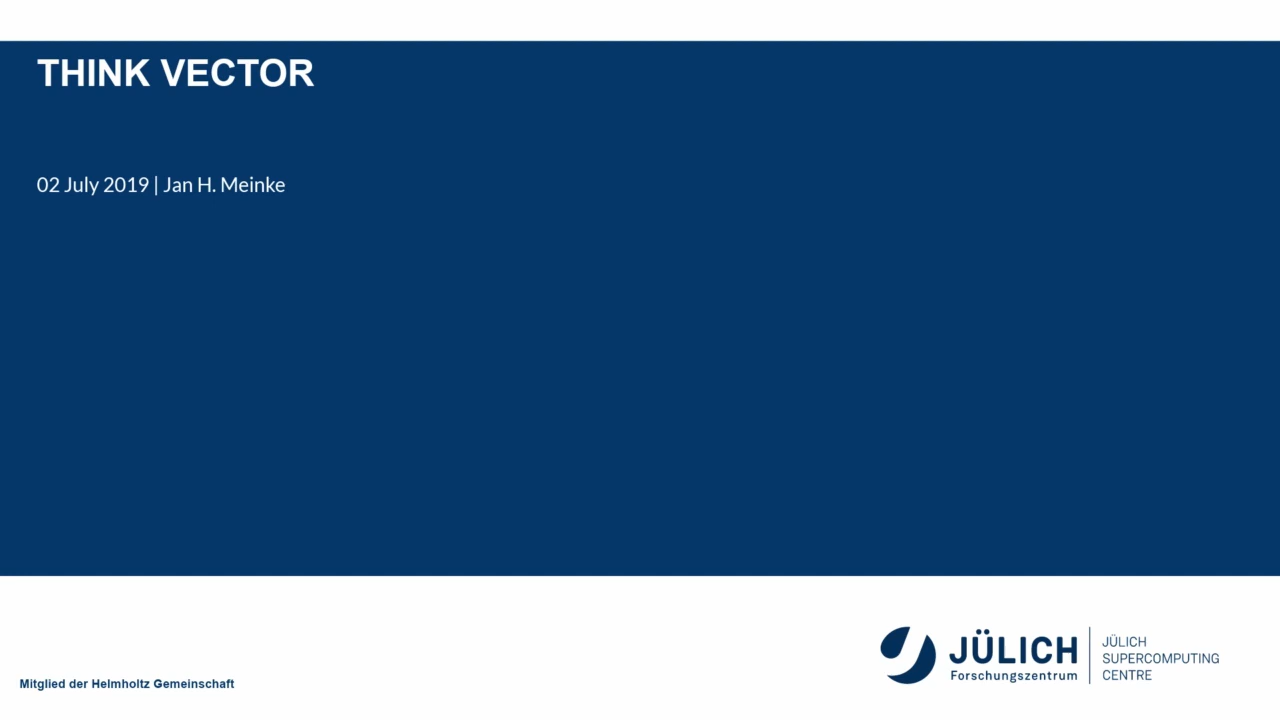 THINK VECTOR
02 July 2019 | Jan H. Meinke
JÜLICH
Forschungszentrum
JÜLICH
SUPERCOMPUTING
CENTRE
Mitglied der Helmholtz Gemeinschaft